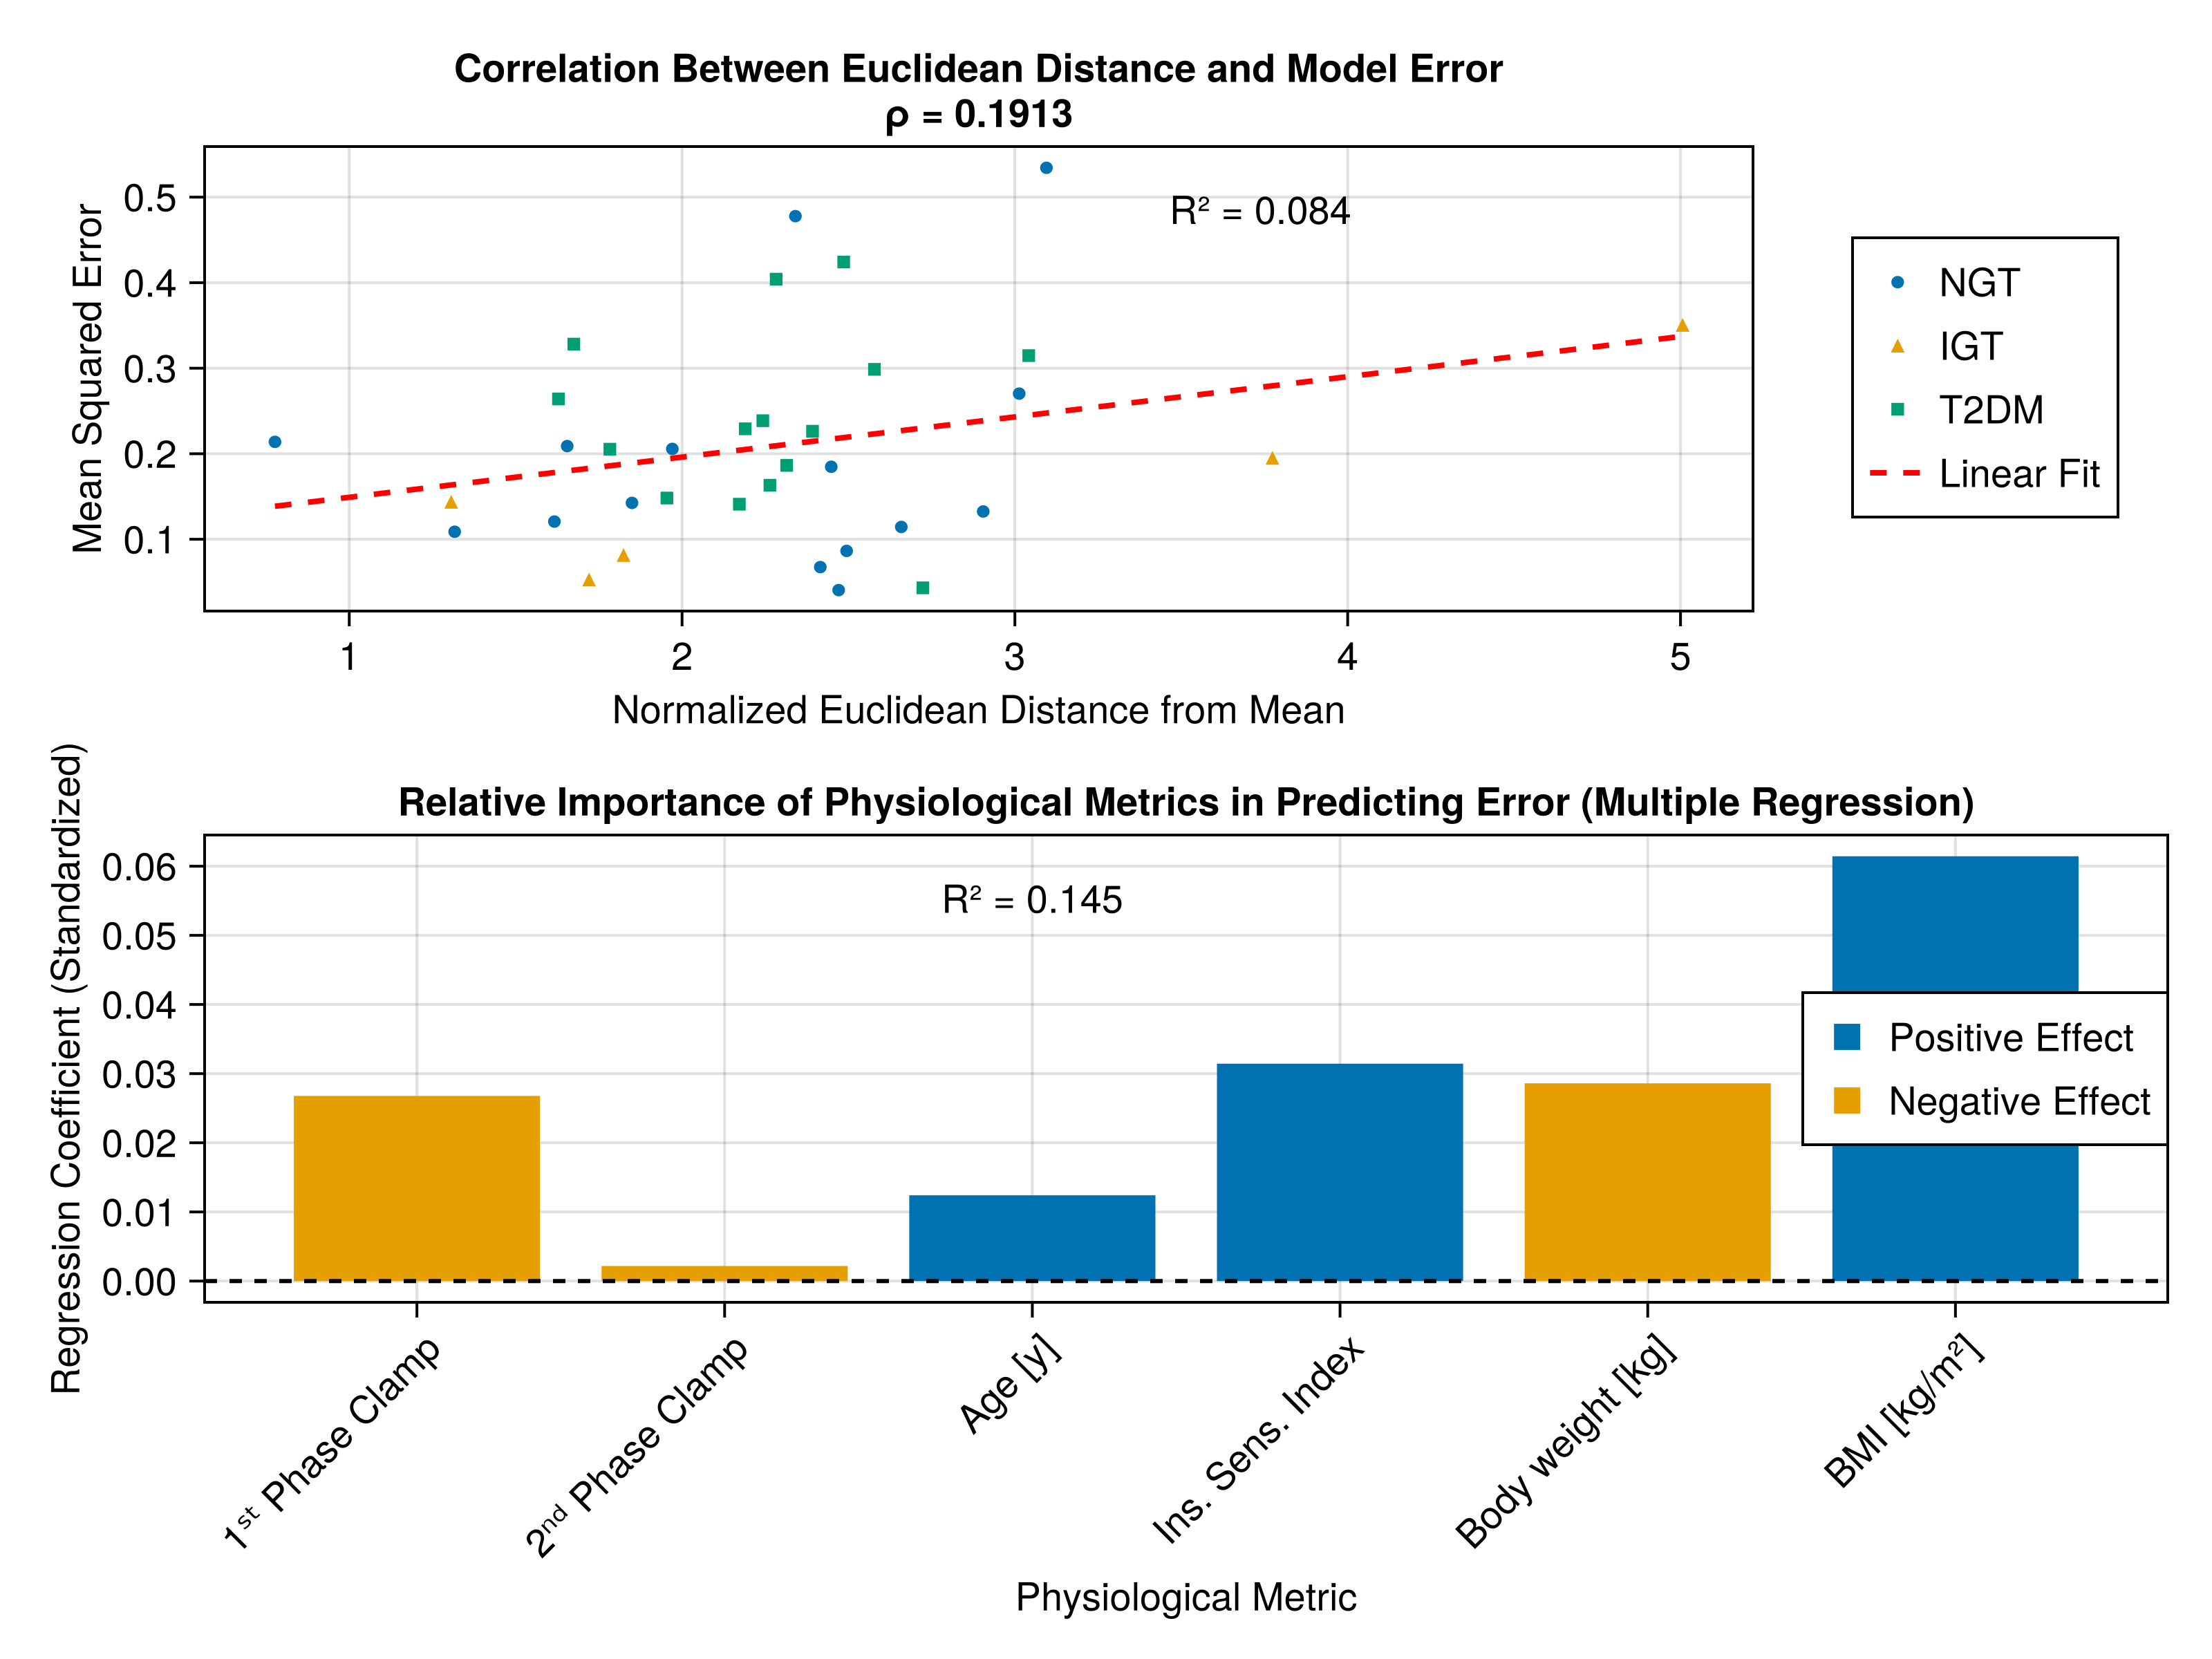 Correlation Between Euclidean Distance and Model Error
ρ = 0.1913
Mean Squared Error
0.5
0.4
0.3
0.2
0.1
R² = 0.084
1
2
3
4
5
Normalized Euclidean Distance from Mean
NGT
IGT
T2DM
Linear Fit
Relative Importance of Physiological Metrics in Predicting Error (Multiple Regression)
Regression Coefficient (Standardized)
0.06
0.05
0.04
0.03
0.02
0.01
0.00
R² = 0.145
Positive Effect
Negative Effect
1ˢᵗ Phase Clamp
2ⁿᵈ Phase Clamp
Age [y]
Ins. Sens. Index
Body weight [kg]
BMI [kg/m²]
Physiological Metric